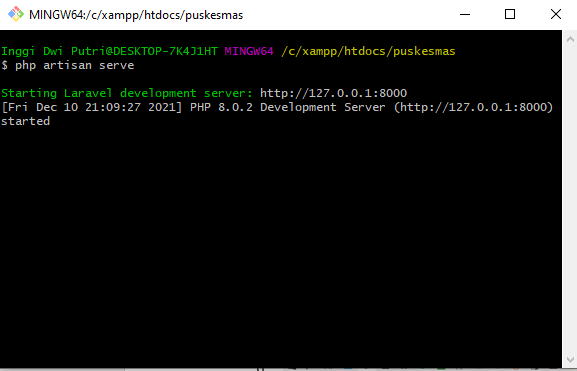 MINGW64:/c/xampp/htdocs/puskesmas
Inggi Dwi Putri@DESKTOP-7K4J1HT MINGW64 /c/xampp/htdocs/puskesmas
$ php artisan serve
Starting Laravel development server: http://127.0.0.1:8000
[Fri Dec 10 21:09:27 2021] PHP 8.0.2 Development Server (http://127.0.0.1:8000)
started